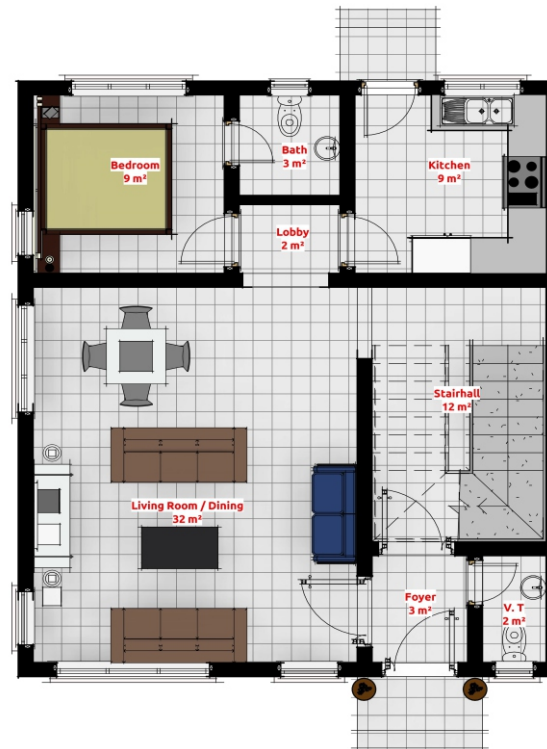 Bedroom
9 m²
Bath
3 m²
Kitchen
9 m²
Lobby
2 m²
Stairhall
12 m²
Living Room / Dining
32 m²
Foyer
3 m²
V. T
2 m²